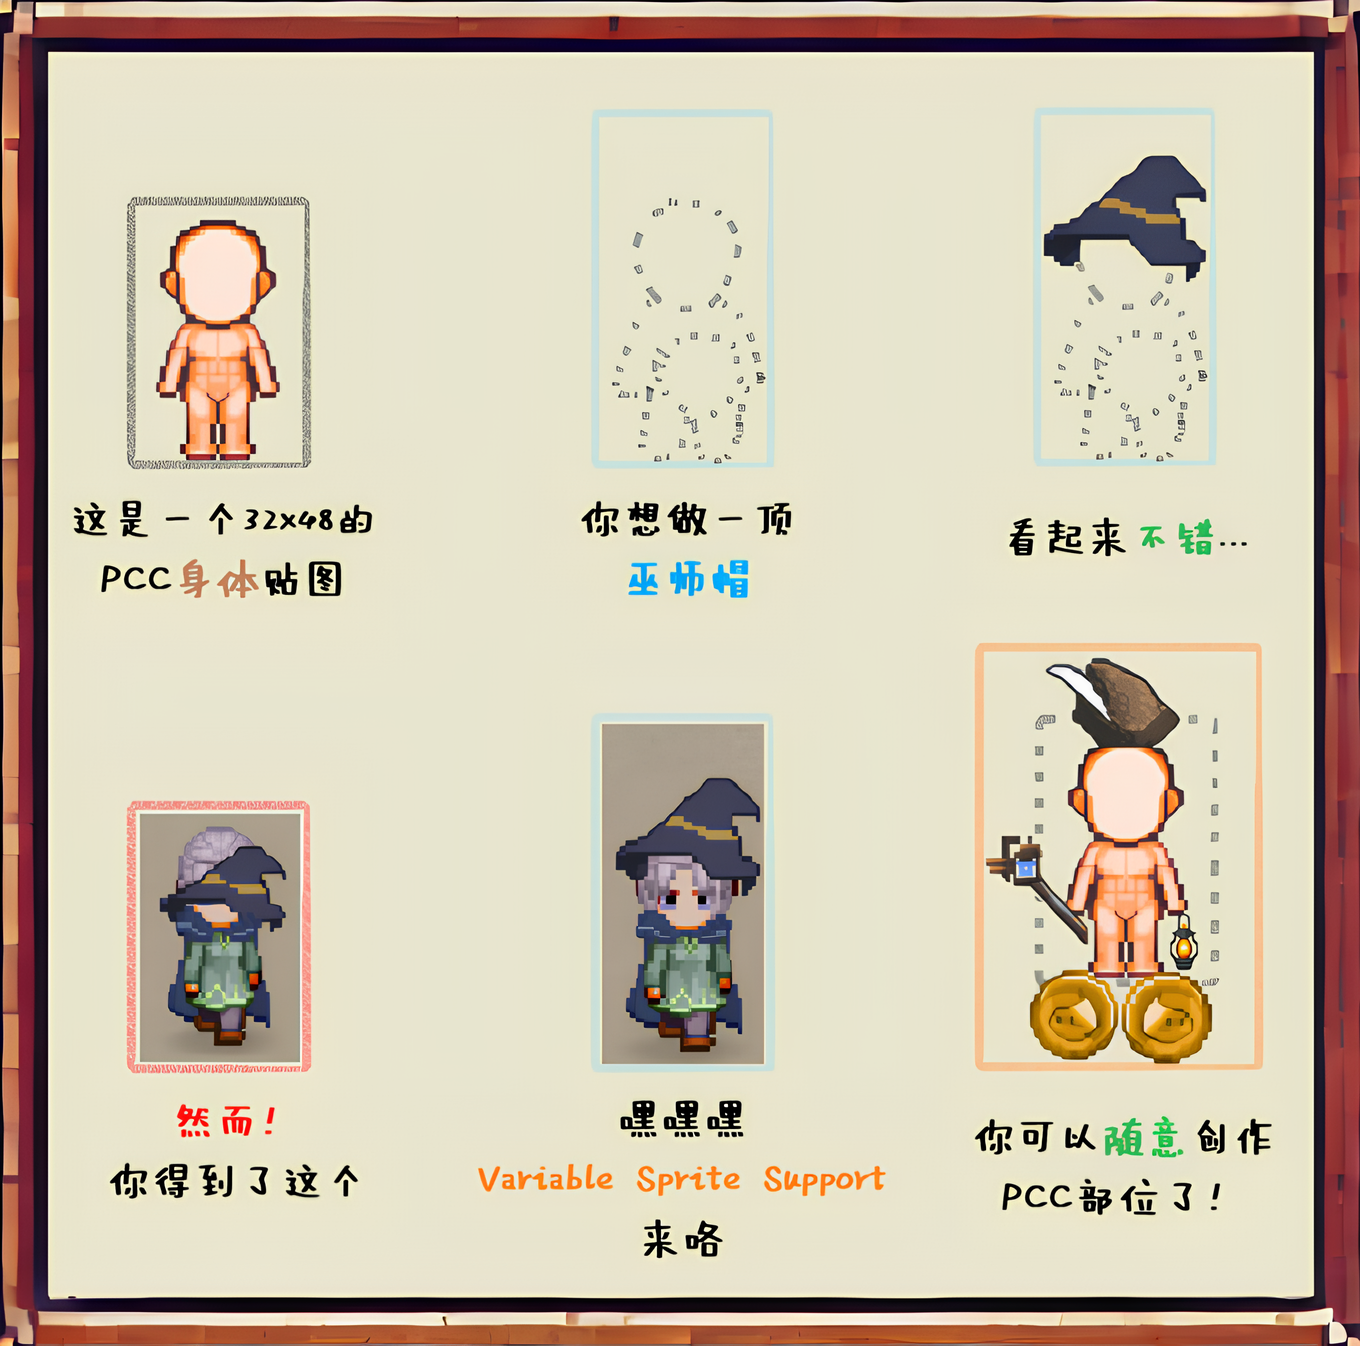 这是一个32x48的
PCC身体贴图
你想做一顶
巫师帽
看起来不错...
然而！
你得到了这个
嘿嘿嘿
Variable Sprite Support
来咯
你可以随意创作
PCC部位了！